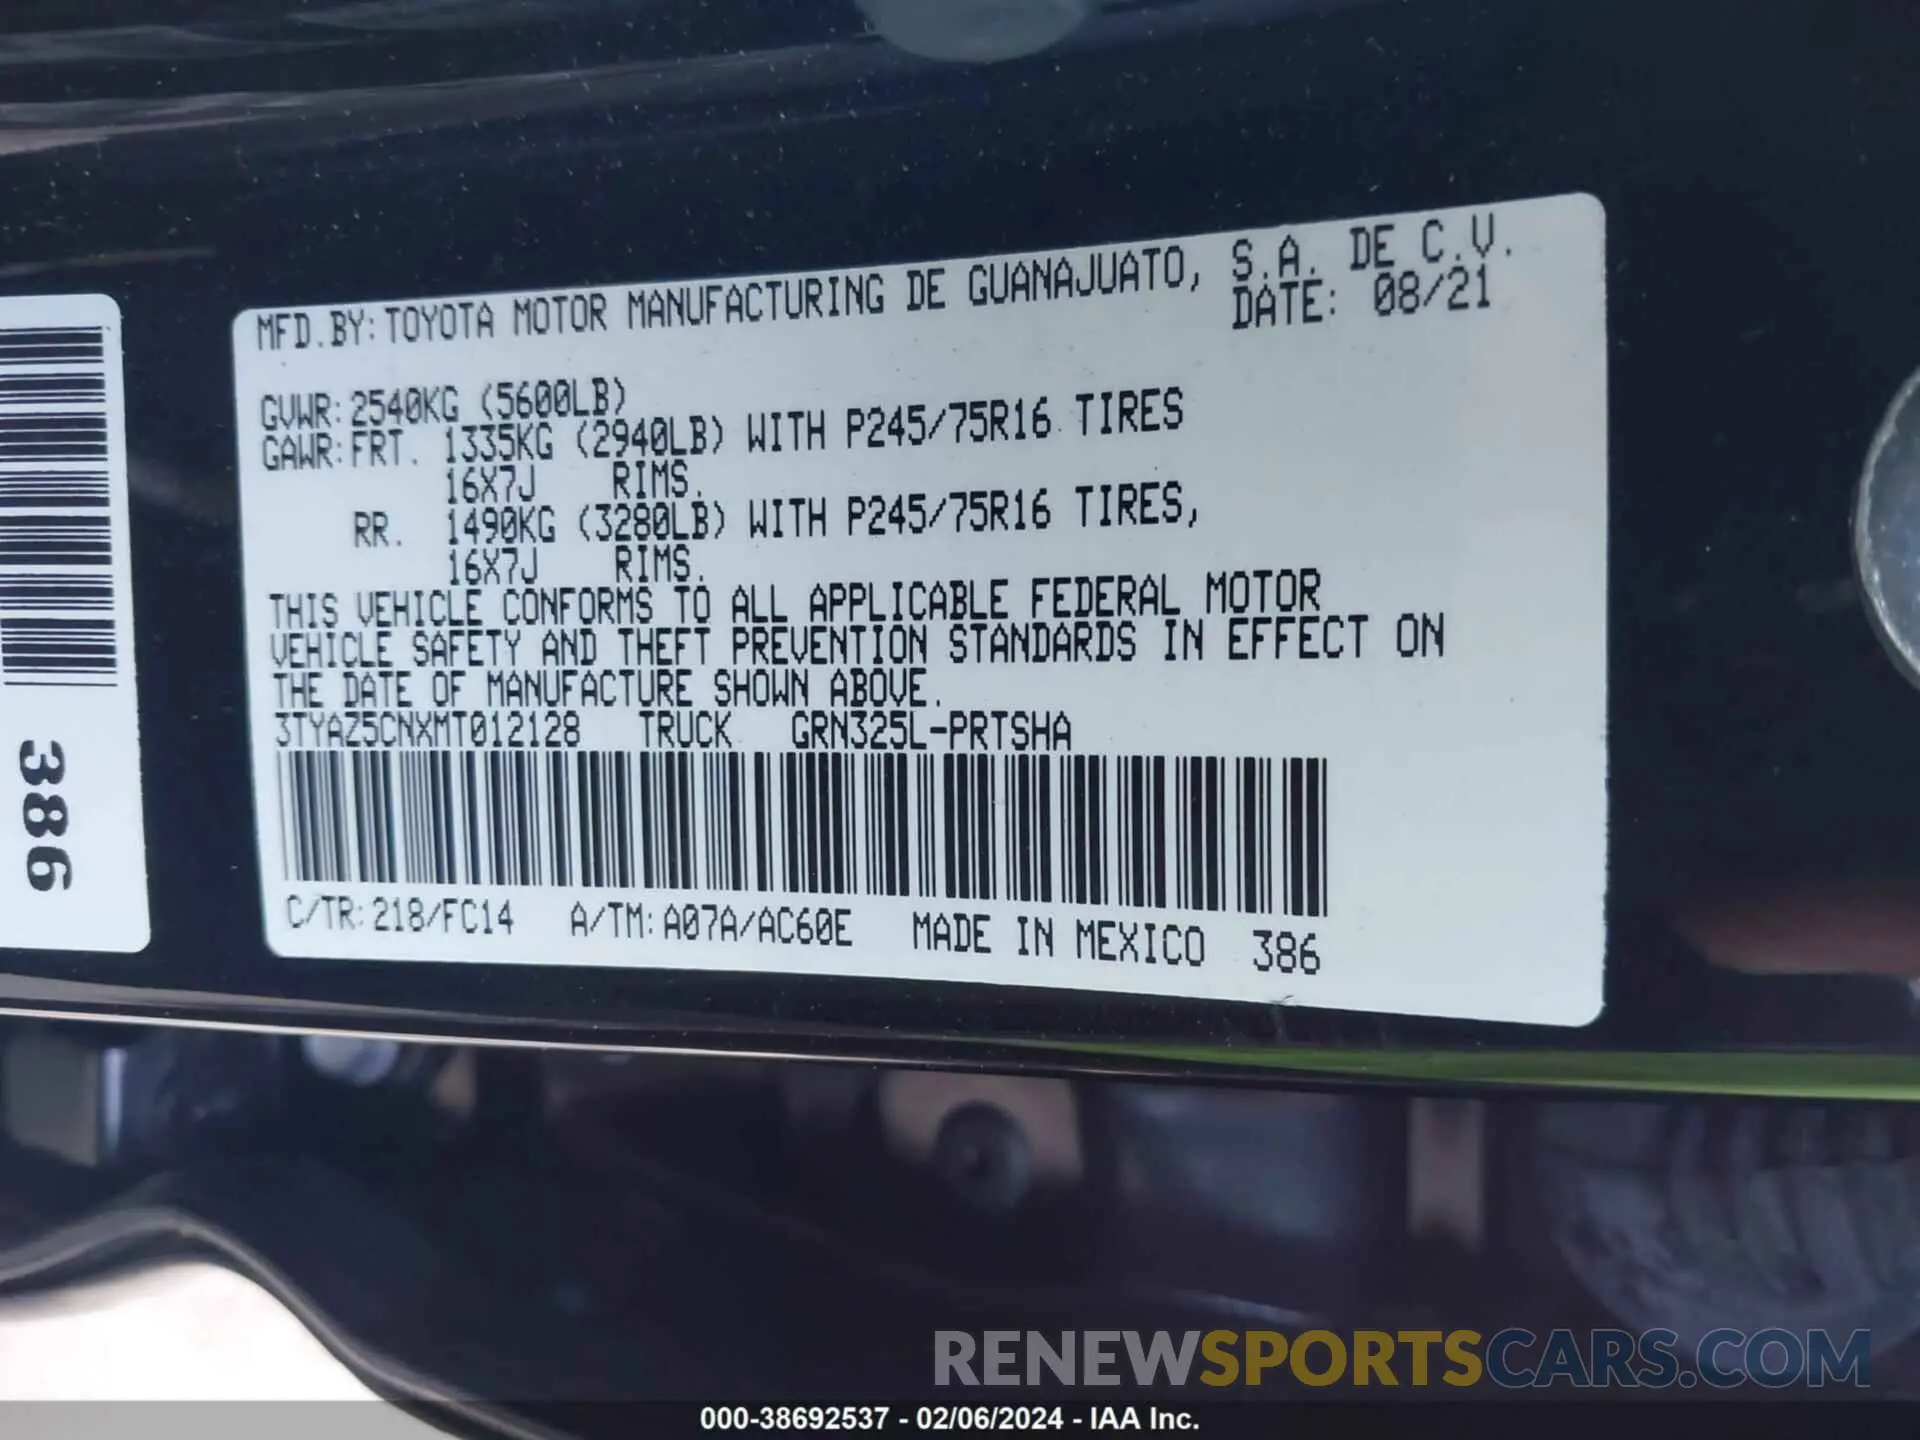 MFD.BY:TOYOTA MOTOR MANUFACTURING DE GUANAJUATO, S.A. DE C.V.
DATE: 08/21
GVWR:2540KG (5600LB)
GAWR:FRT. 1335KG (2940LB) WITH P245/75R16 TIRES
16X7J RIMS.
RR. 1490KG (3280LB) WITH P245/75R16 TIRES,
16X7J RIMS.
THIS VEHICLE CONFORMS TO ALL APPLICABLE FEDERAL MOTOR
VEHICLE SAFETY AND THEFT PREVENTION STANDARDS IN EFFECT ON
THE DATE OF MANUFACTURE SHOWN ABOVE.
3TYAZ5CNXMT012128 TRUCK GRN325L-PRTSHA
C/TR:218/FC14 A/TM:A07A/AC60E MADE IN MEXICO 386
386
RENEWSPORTSCARS.COM
000-38692537 - 02/06/2024 - IAA Inc.